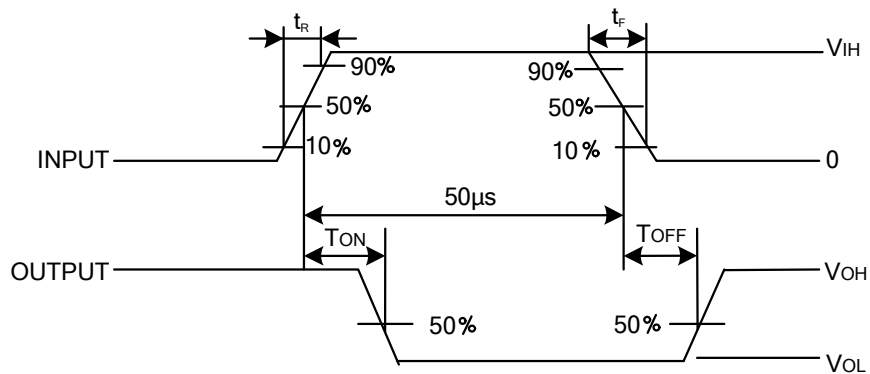 tR
tF
VIH
90%
90%
50%
50%
10%
10%
INPUT
0
50μs
TON
TOFF
OUTPUT
VOH
50%
50%
VOL